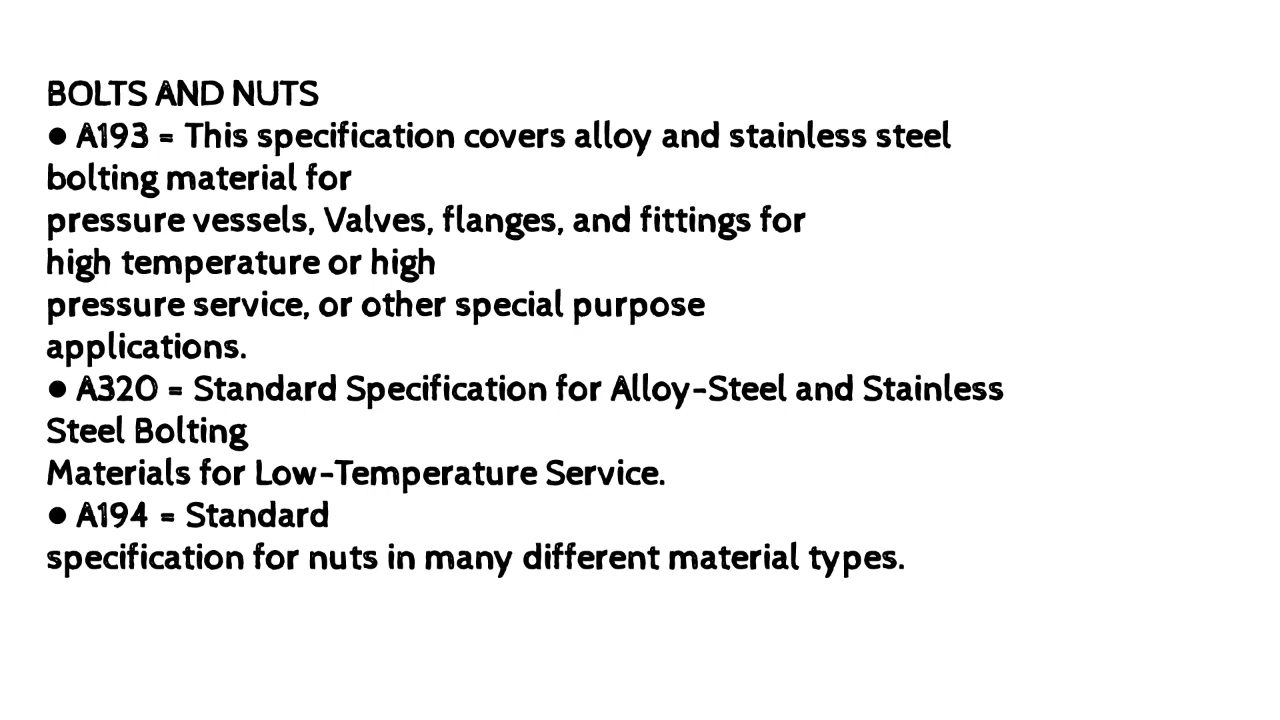 BOLTS AND NUTS
● A193 = This specification covers alloy and stainless steel
bolting material for
pressure vessels, Valves, flanges, and fittings for
high temperature or high
pressure service, or other special purpose
applications.
● A320 = Standard Specification for Alloy-Steel and Stainless
Steel Bolting
Materials for Low-Temperature Service.
● A194 = Standard
specification for nuts in many different material types.